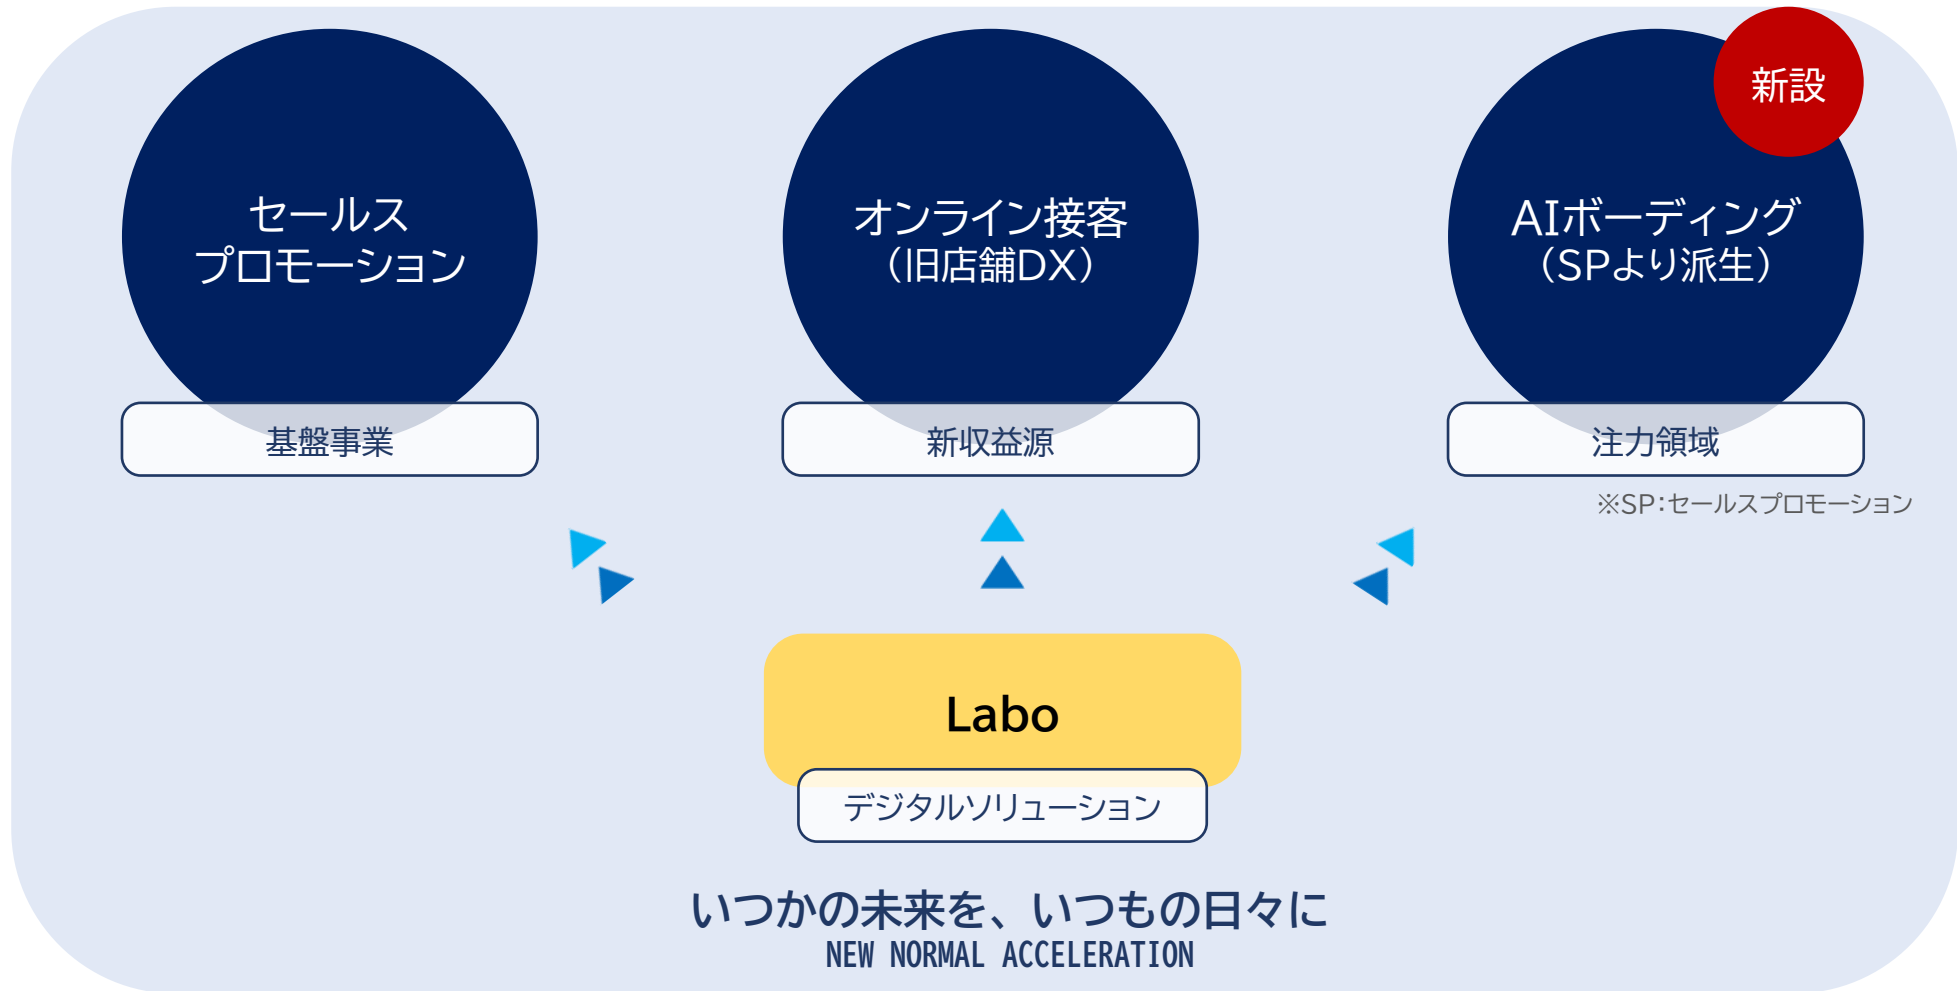 セールス
プロモーション
基盤事業
オンライン接客
（旧店舗DX）
新収益源
新設
AIボーディング
（SPより派生）
注力領域
※SP：セールスプロモーション
Labo
デジタルソリューション
いつかの未来を、いつもの日々に
NEW NORMAL ACCELERATION